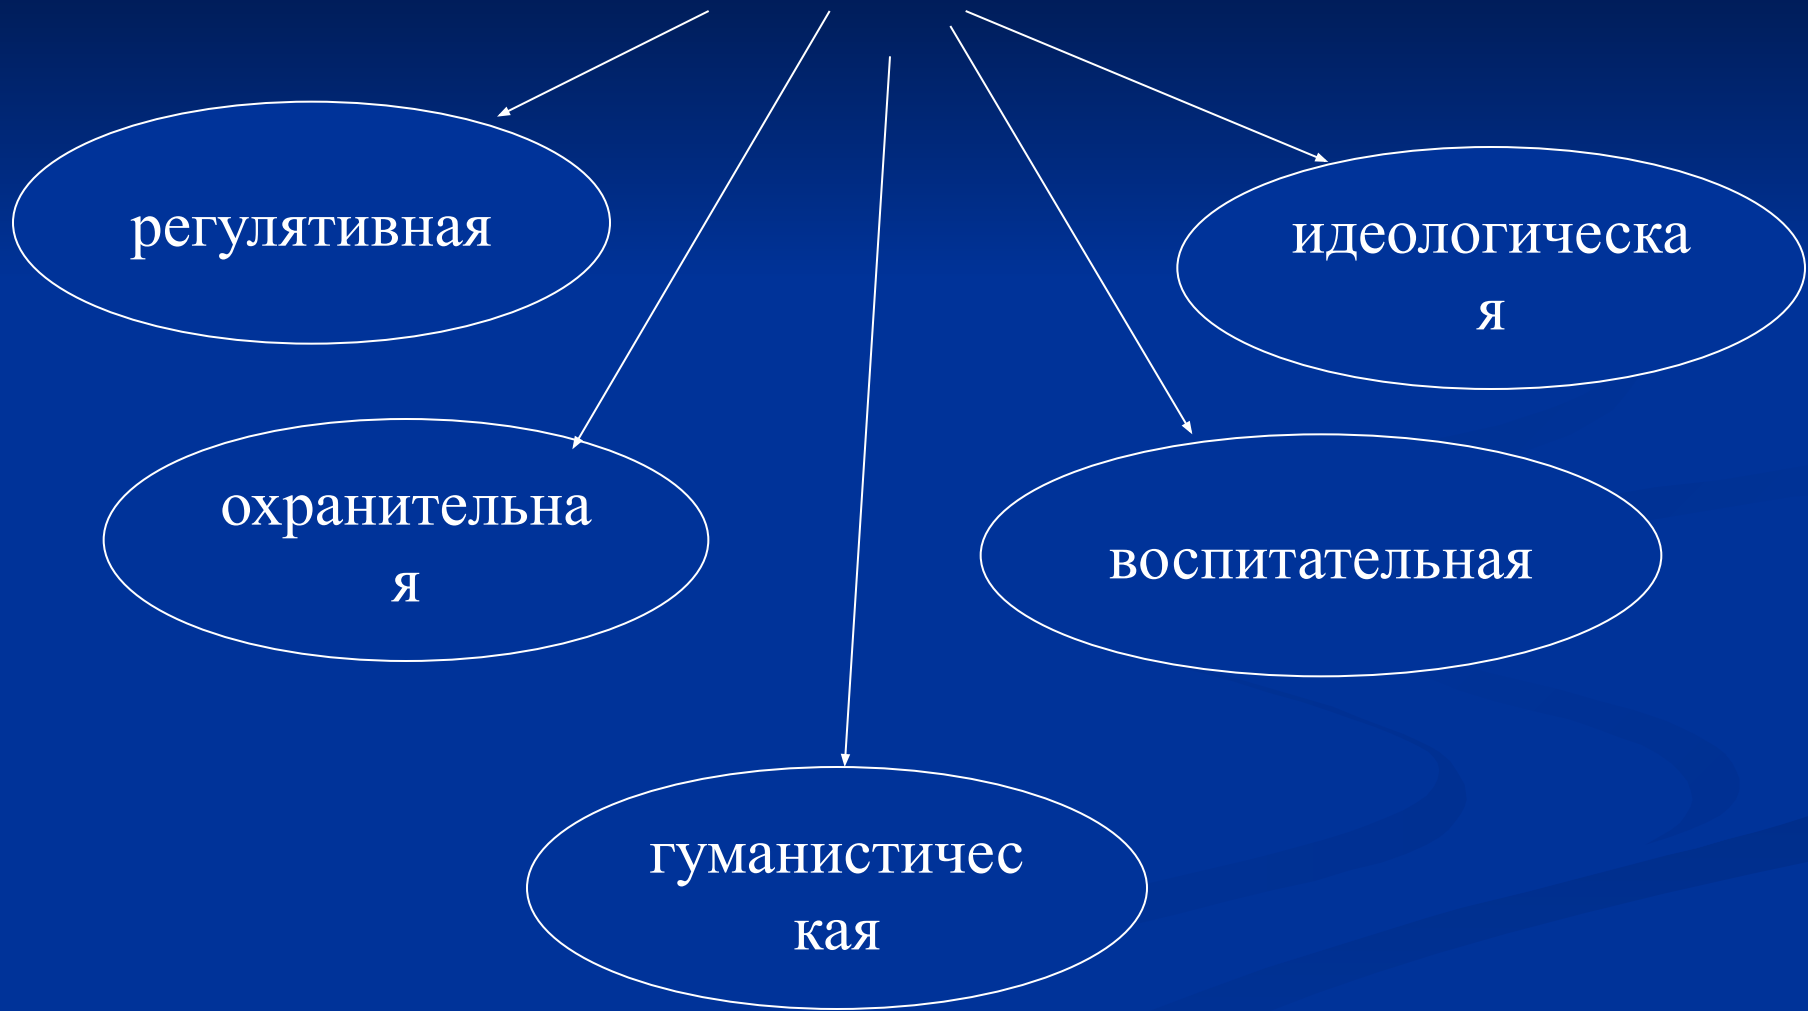 регулятивная
идеологическа
я
охранительна
я
воспитательная
гуманистичес
кая